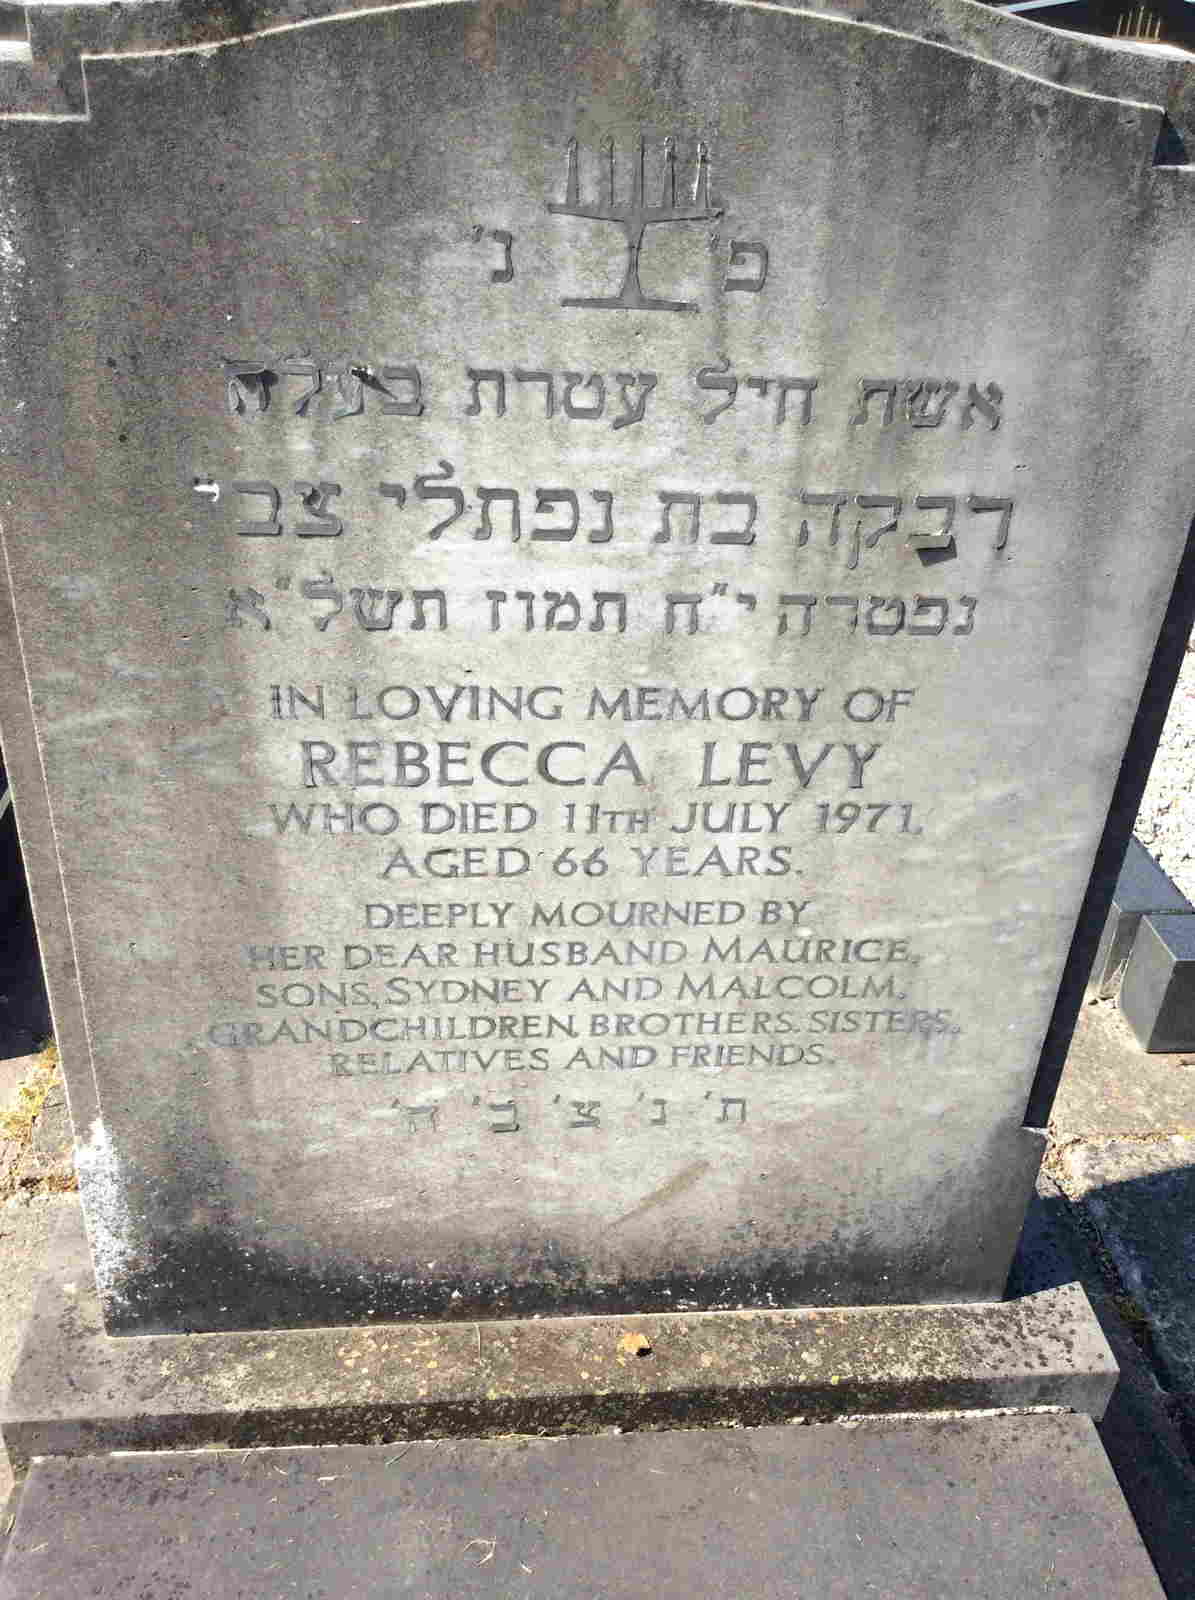 פ׳ נ׳
אשת חיל עטרת בעלה
רבקה בת נפתלי צבי
נפטרה י״ח תמוז תשל״א
IN LOVING MEMORY OF
REBECCA LEVY
WHO DIED 11TH JULY 1971,
AGED 66 YEARS.
DEEPLY MOURNED BY
HER DEAR HUSBAND MAURICE,
SONS, SYDNEY AND MALCOLM,
GRANDCHILDREN, BROTHERS, SISTERS,
RELATIVES AND FRIENDS.
ת׳ נ׳ צ׳ ב׳ ה׳